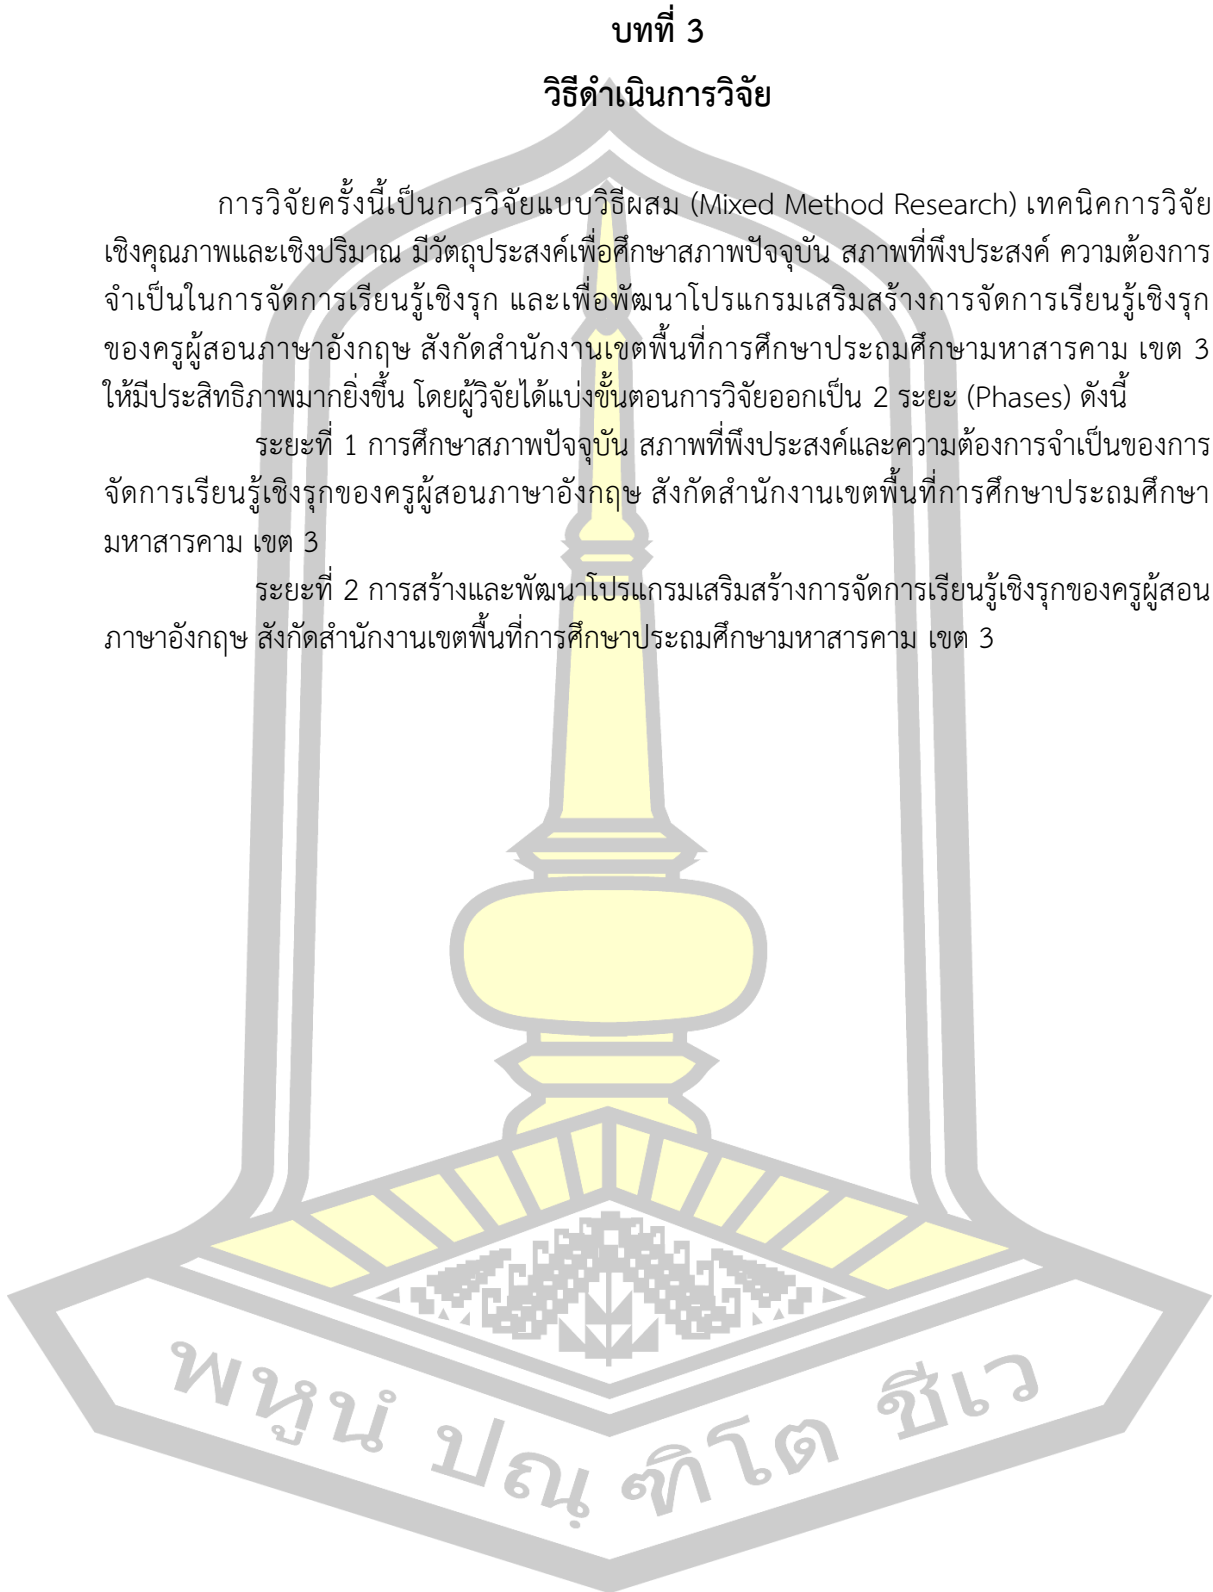 บทที่ 3
วิธีดำเนินการวิจัย
การวิจัยครั้งนี้เป็นการวิจัยแบบวิธีผสม (Mixed Method Research) เทคนิคการวิจัย
เชิงคุณภาพและเชิงปริมาณ มีวัตถุประสงค์เพื่อศึกษาสภาพปัจจุบัน สภาพที่พึงประสงค์ ความต้องการ
จำเป็นในการจัดการเรียนรู้เชิงรุก และเพื่อพัฒนาโปรแกรมเสริมสร้างการจัดการเรียนรู้เชิงรุก
ของครูผู้สอนภาษาอังกฤษ สังกัดสำนักงานเขตพื้นที่การศึกษาประถมศึกษามหาสารคาม เขต 3
ให้มีประสิทธิภาพมากยิ่งขึ้น โดยผู้วิจัยได้แบ่งขั้นตอนการวิจัยออกเป็น 2 ระยะ (Phases) ดังนี้
ระยะที่ 1 การศึกษาสภาพปัจจุบัน สภาพที่พึงประสงค์และความต้องการจำเป็นของการ
จัดการเรียนรู้เชิงรุกของครูผู้สอนภาษาอังกฤษ สังกัดสำนักงานเขตพื้นที่การศึกษาประถมศึกษา
มหาสารคาม เขต 3
ระยะที่ 2 การสร้างและพัฒนาโปรแกรมเสริมสร้างการจัดการเรียนรู้เชิงรุกของครูผู้สอน
ภาษาอังกฤษ สังกัดสำนักงานเขตพื้นที่การศึกษาประถมศึกษามหาสารคาม เขต 3
พหูนํ ปณฺฑิโต ชีเว